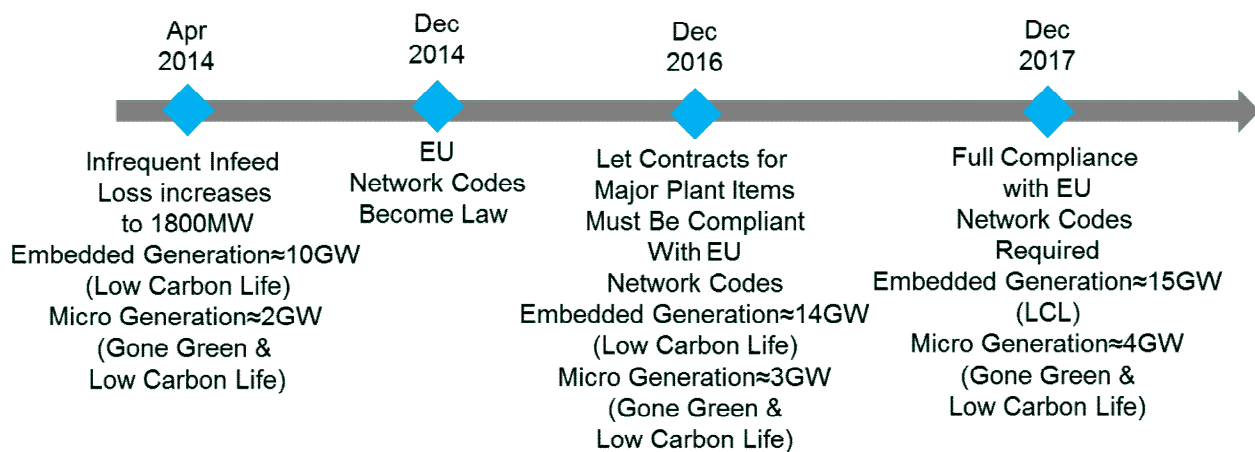 Apr
2014
Dec
2014
Dec
2016
Dec
2017
Infrequent Infeed
Loss increases
to 1800MW
Embedded Generation≈10GW
(Low Carbon Life)
Micro Generation≈2GW
(Gone Green &
Low Carbon Life)
EU
Network Codes
Become Law
Let Contracts for
Major Plant Items
Must Be Compliant
With EU
Network Codes
Embedded Generation≈14GW
(Low Carbon Life)
Micro Generation≈3GW
(Gone Green &
Low Carbon Life)
Full Compliance
with EU
Network Codes
Required
Embedded Generation≈15GW
(LCL)
Micro Generation≈4GW
(Gone Green &
Low Carbon Life)